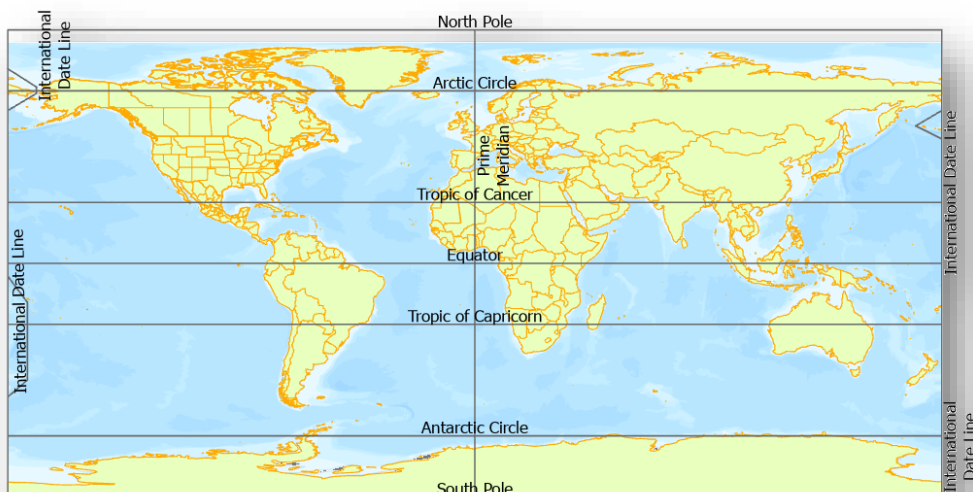 North Pole
International
Date Line
Arctic Circle
Prime
Meridian
International Date Line
Tropic of Cancer
International Date Line
Equator
Tropic of Capricorn
Antarctic Circle
International
Date Line
South Pole